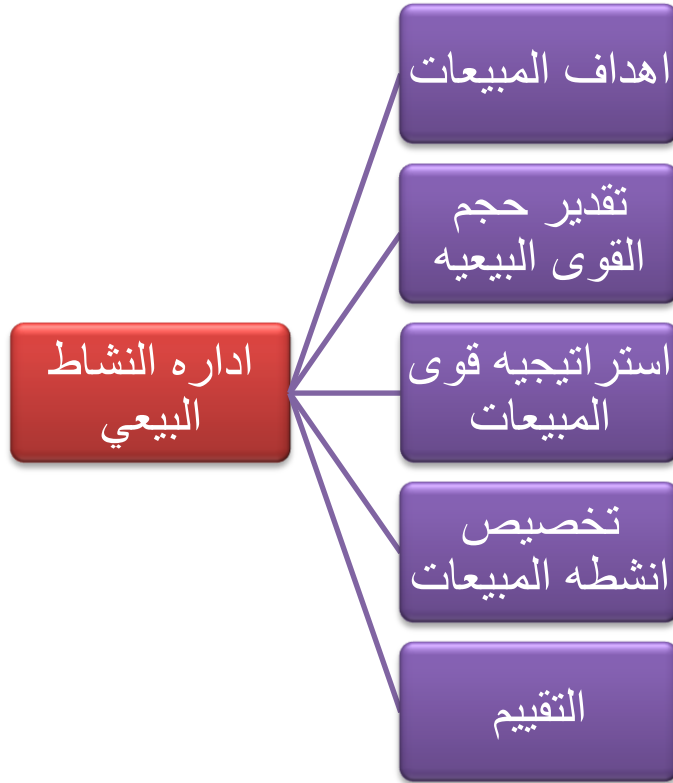 اهداف المبيعات
تقدير حجم
القوى البيعيه
اداره النشاط
البيعي
استراتيجيه قوى
المبيعات
تخصيص
انشطه المبيعات
التقييم